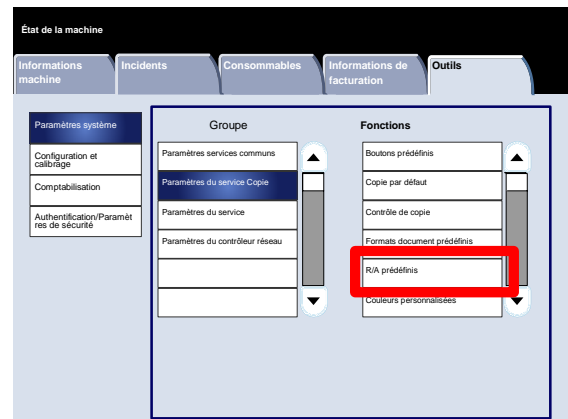 État de la machine
Informations
machine
Incidents
Consommables
Informations de
facturation
Outils
Paramètres système
Configuration et
calibrage
Comptabilisation
Authentification/Paramèt
res de sécurité
Groupe
Paramètres services communs
Paramètres du service Copie
Paramètres du service
Paramètres du contrôleur réseau
Fonctions
Boutons prédéfinis
Copie par défaut
Contrôle de copie
Formats document prédéfinis
R/A prédéfinis
Couleurs personnalisées